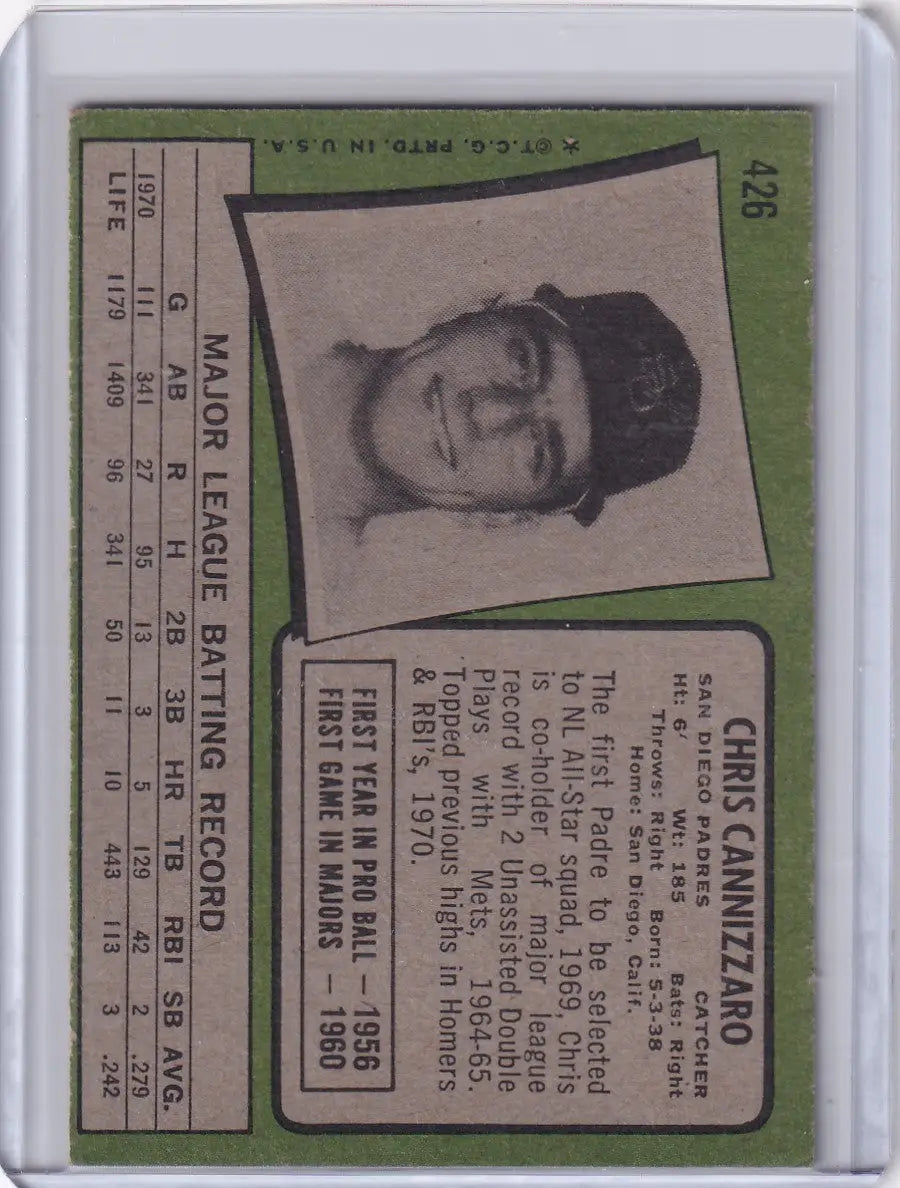 426
✶ ©T.C.G. PRTD. IN U.S.A.
CHRIS CANNIZZARO
SAN DIEGO PADRES CATCHER
Ht: 6' Wt: 185 Bats: Right
Throws: Right Born: 5-3-38
Home: San Diego, Calif.
The first Padre to be selected
to NL All-Star squad, 1969, Chris
is co-holder of major league
record with 2 Unassisted Double
Plays with Mets, 1964-65.
Topped previous highs in Homers
& RBI's, 1970.
FIRST YEAR IN PRO BALL — 1956
FIRST GAME IN MAJORS — 1960
MAJOR LEAGUE BATTING RECORD
G AB R H 2B 3B HR TB RBI SB AVG.
1970 111 341 27 95 13 3 5 129 42 2 .279
LIFE 1179 1409 96 341 50 11 10 443 113 3 .242